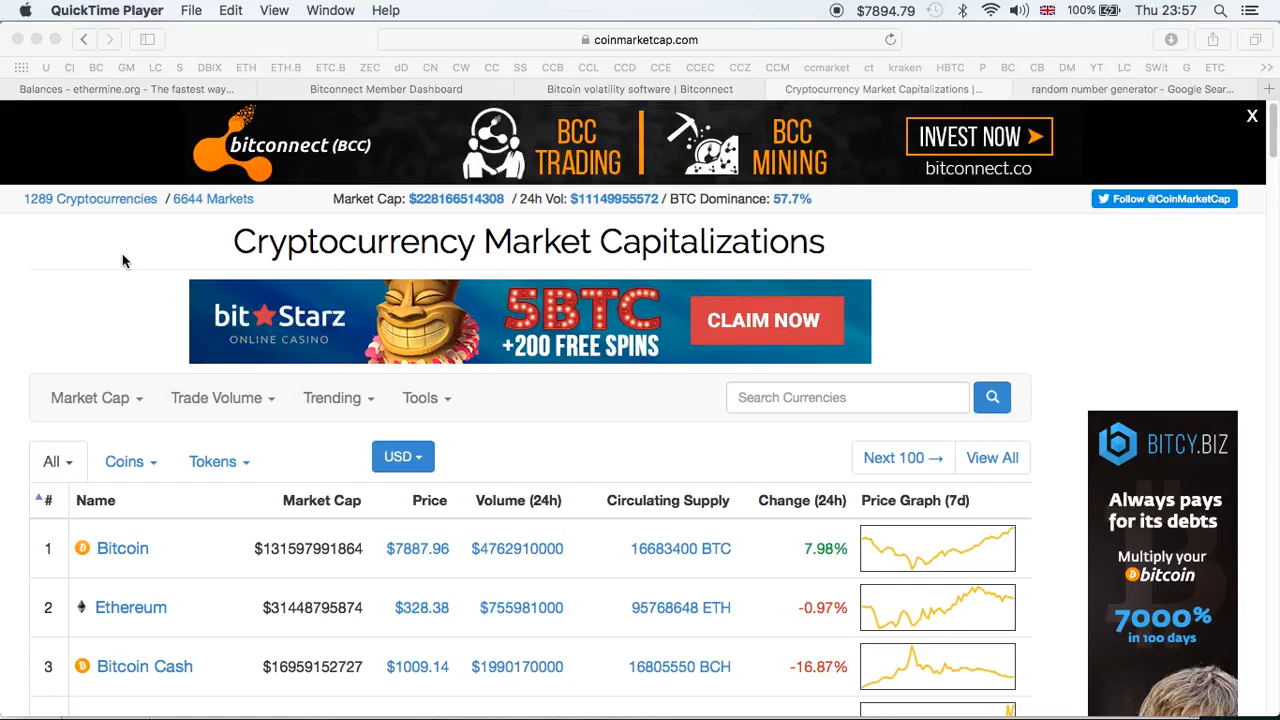 QuickTime Player File Edit View Window Help $7894.79 100% Thu 23:57
coinmarketcap.com
U CI BC GM LC S DBIX ETH ETH.B ETC.B ZEC dD CN CW CC SS CCB CCL CCD CCE CCEC CCZ CCM ccmarket ct kraken HBTC P BC CB DM YT LC SWit G ETC >>
Balances - ethermine.org - The fastest way... Bitconnect Member Dashboard Bitcoin volatility software | Bitconnect Cryptocurrency Market Capitalizations |... random number generator - Google Sear... +
bitconnect (BCC) BCC TRADING BCC MINING INVEST NOW X
bitconnect.co
1289 Cryptocurrencies / 6644 Markets Market Cap: $228166514308 / 24h Vol: $11149955572 / BTC Dominance: 57.7% Follow @CoinMarketCap
Cryptocurrency Market Capitalizations
bit Starz
ONLINE CASINO
5BTC
+200 FREE SPINS
CLAIM NOW
Market Cap Trade Volume Trending Tools Search Currencies
All Coins Tokens USD Next 100 → View All
# Name Market Cap Price Volume (24h) Circulating Supply Change (24h) Price Graph (7d)
1 Bitcoin $131597991864 $7887.96 $4762910000 16683400 BTC 7.98%
2 Ethereum $31448795874 $328.38 $755981000 95768648 ETH -0.97%
3 Bitcoin Cash $16959152727 $1009.14 $1990170000 16805550 BCH -16.87%
BITCY.BIZ
Always pays
for its debts
Multiply your
bitcoin
7000%
in 100 days